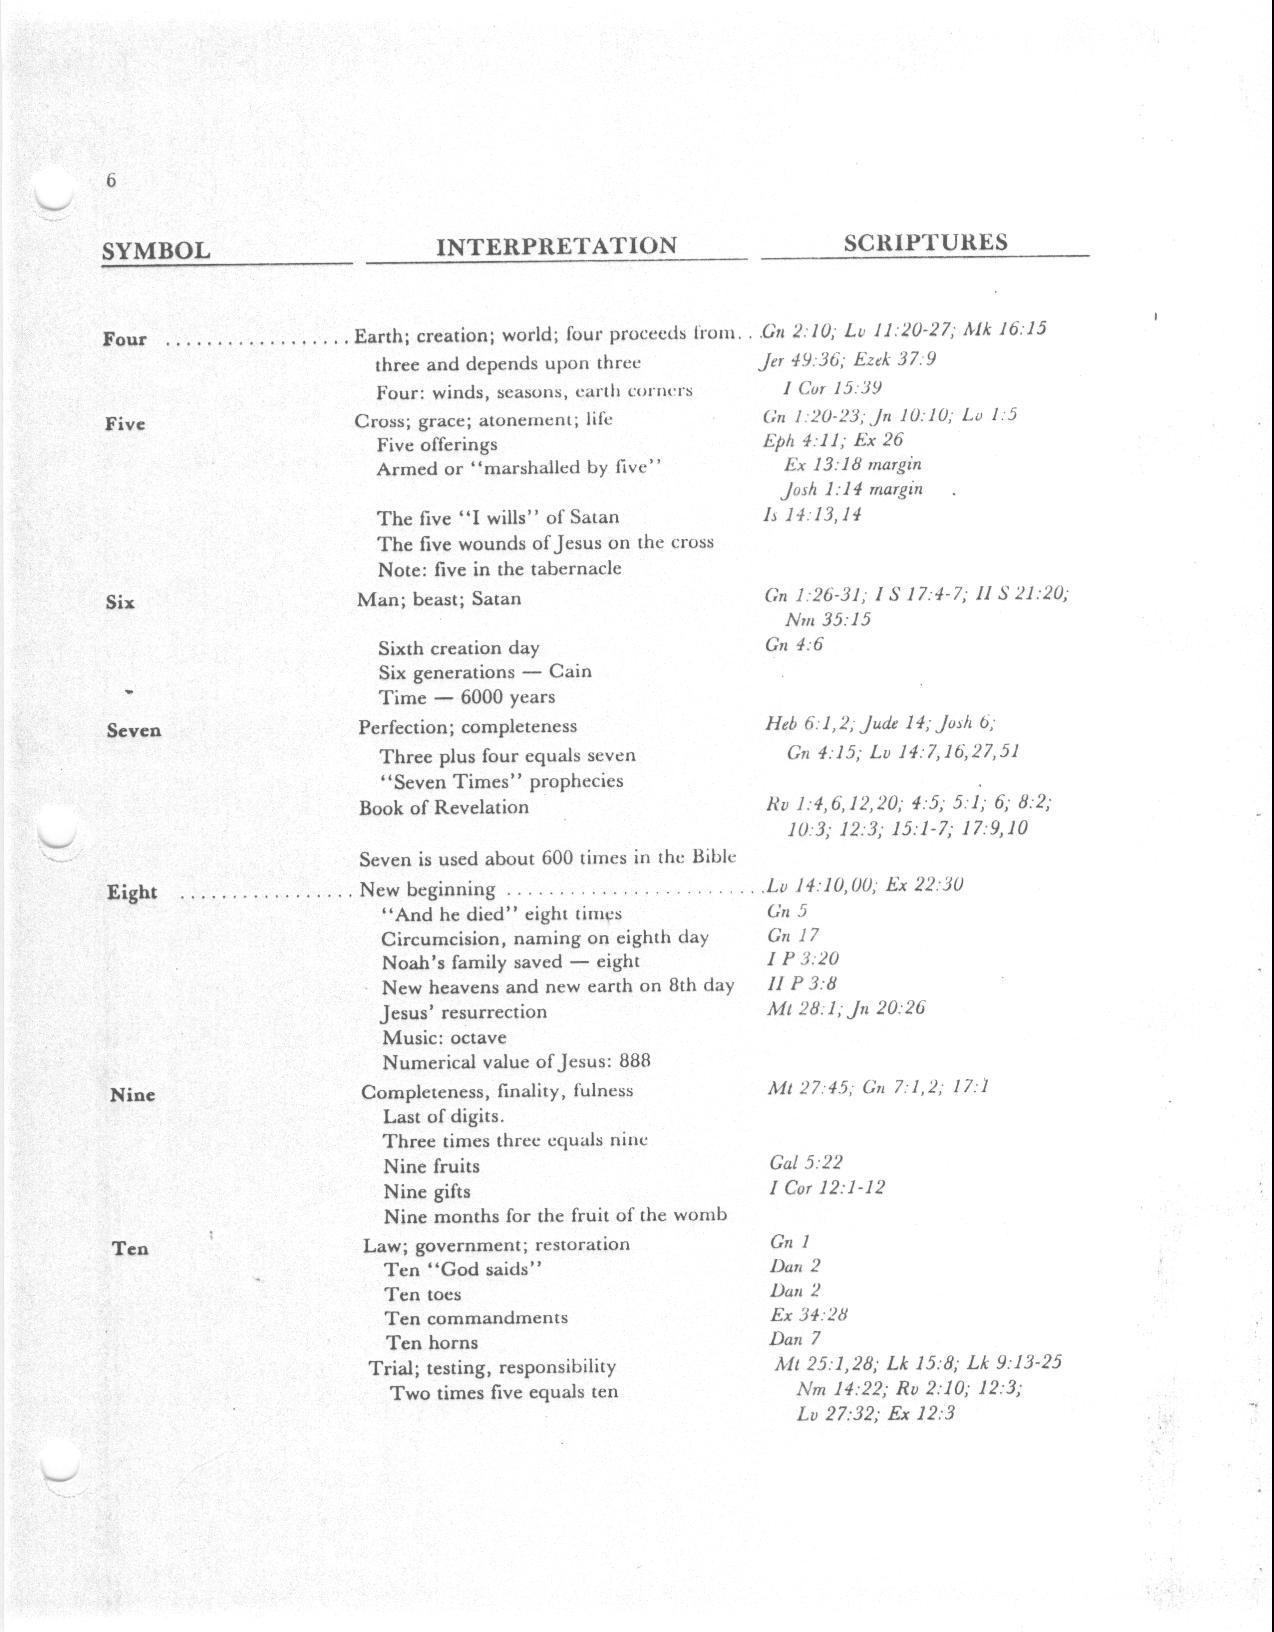 6
SYMBOL INTERPRETATION SCRIPTURES
Four .................. Earth; creation; world; four proceeds from. . .Gn 2:10; Lv 11:20-27; Mk 16:15
three and depends upon three Jer 49:36; Ezek 37:9
Four: winds, seasons, earth corners I Cor 15:39
Five Cross; grace; atonement; life Gn 1:20-23; Jn 10:10; Lv 1:5
Five offerings Eph 4:11; Ex 26
Armed or “marshalled by five” Ex 13:18 margin
Josh 1:14 margin
The five “I wills” of Satan Is 14:13,14
The five wounds of Jesus on the cross
Note: five in the tabernacle
Six Man; beast; Satan Gn 1:26-31; I S 17:4-7; II S 21:20;
Nm 35:15
Sixth creation day Gn 4:6
Six generations — Cain
Time — 6000 years
Seven Perfection; completeness Heb 6:1,2; Jude 14; Josh 6;
Three plus four equals seven Gn 4:15; Lv 14:7,16,27,51
“Seven Times” prophecies
Book of Revelation Rv 1:4,6,12,20; 4:5; 5:1; 6; 8:2;
10:3; 12:3; 15:1-7; 17:9,10
Seven is used about 600 times in the Bible
Eight ................. New beginning .........................Lv 14:10,00; Ex 22:30
“And he died” eight times Gn 5
Circumcision, naming on eighth day Gn 17
Noah’s family saved — eight I P 3:20
New heavens and new earth on 8th day II P 3:8
Jesus’ resurrection Mt 28:1; Jn 20:26
Music: octave
Numerical value of Jesus: 888
Nine Completeness, finality, fulness Mt 27:45; Gn 7:1,2; 17:1
Last of digits.
Three times three equals nine
Nine fruits Gal 5:22
Nine gifts I Cor 12:1-12
Nine months for the fruit of the womb
Ten Law; government; restoration Gn 1
Ten “God saids” Dan 2
Ten toes Dan 2
Ten commandments Ex 34:28
Ten horns Dan 7
Trial; testing, responsibility Mt 25:1,28; Lk 15:8; Lk 9:13-25
Two times five equals ten Nm 14:22; Rv 2:10; 12:3;
Lv 27:32; Ex 12:3